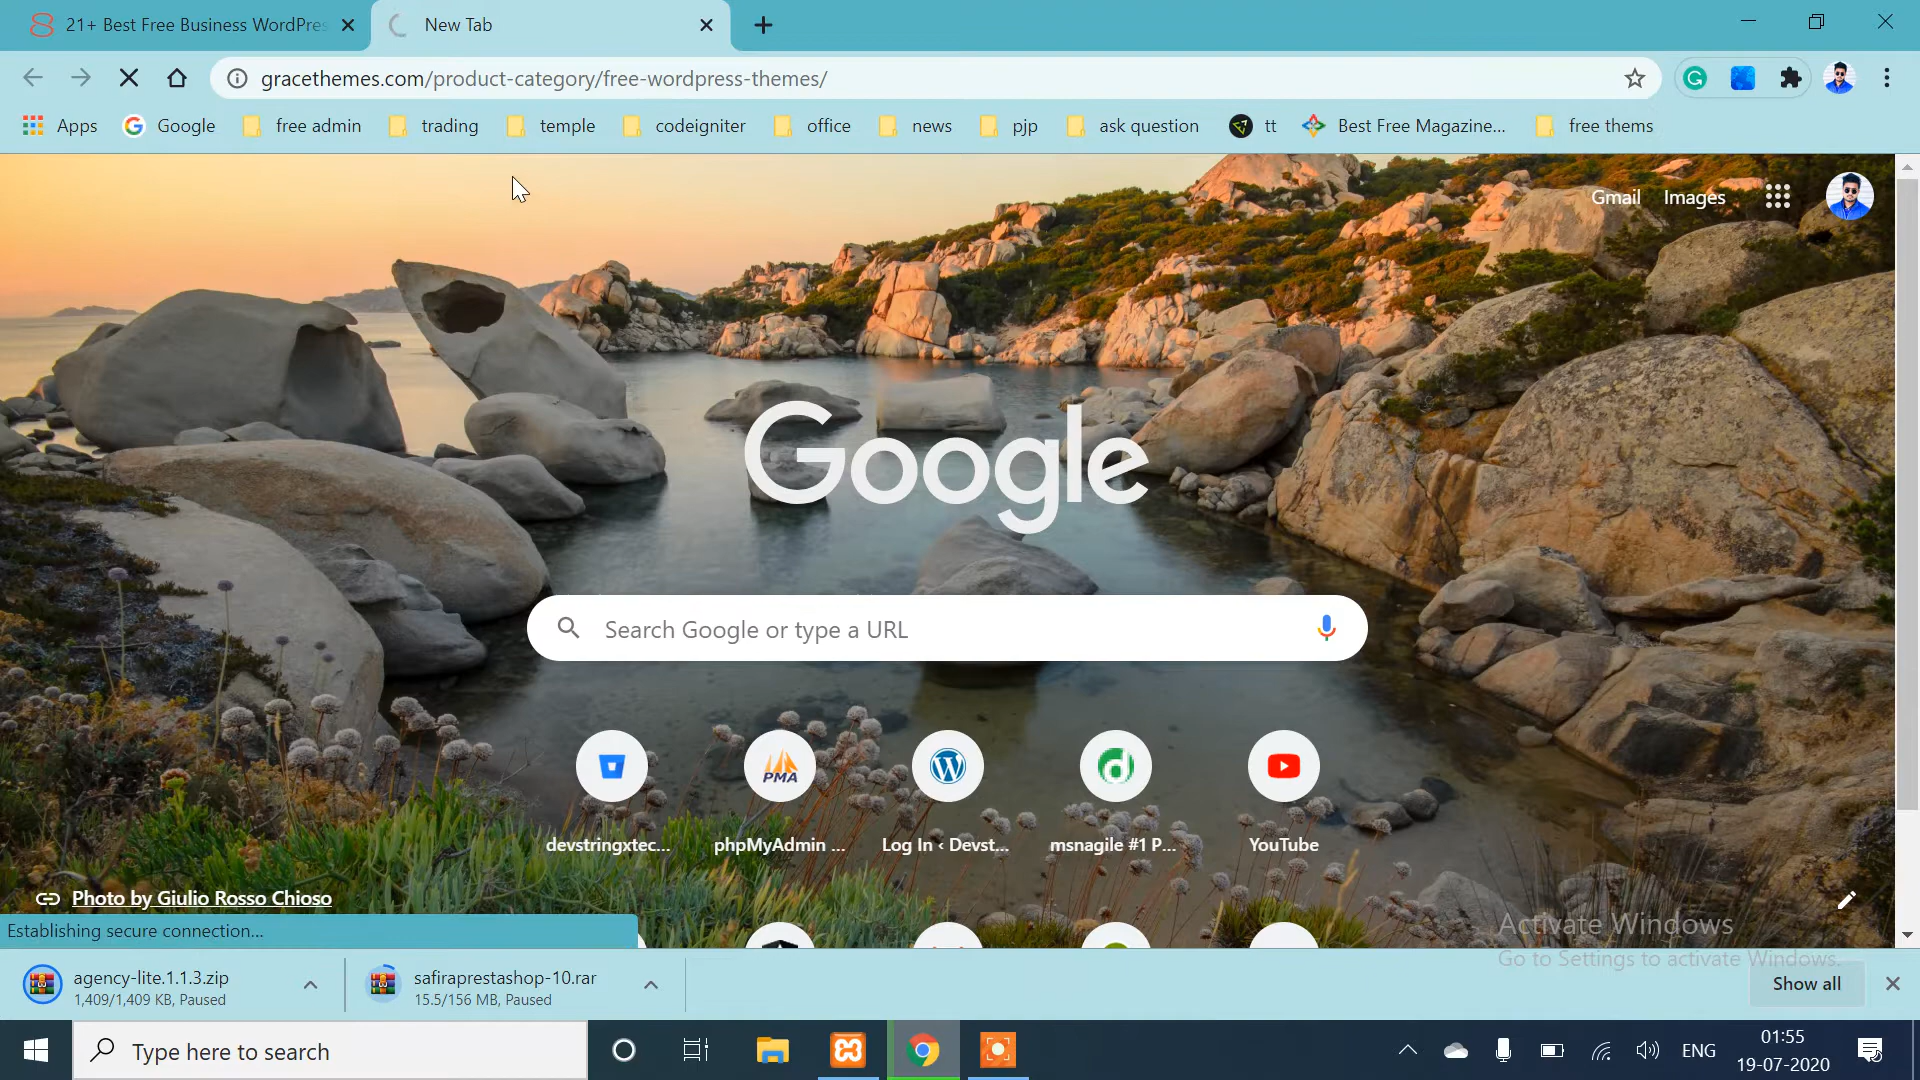 21+ Best Free Business WordPres
New Tab
gracethemes.com/product-category/free-wordpress-themes/
Apps
Google
free admin
trading
temple
codeigniter
office
news
pjp
ask question
tt
Best Free Magazine...
free thems
Gmail
Images
Google
Search Google or type a URL
PMA
devstringxtec...
phpMyAdmin ...
Log In ‹ Devst...
msnagile #1 P...
YouTube
Photo by Giulio Rosso Chioso
Activate Windows
Go to Settings to activate Windows.
Establishing secure connection...
agency-lite.1.1.3.zip
1,409/1,409 KB, Paused
safiraprestashop-10.rar
15.5/156 MB, Paused
Show all
Type here to search
ENG
01:55
19-07-2020